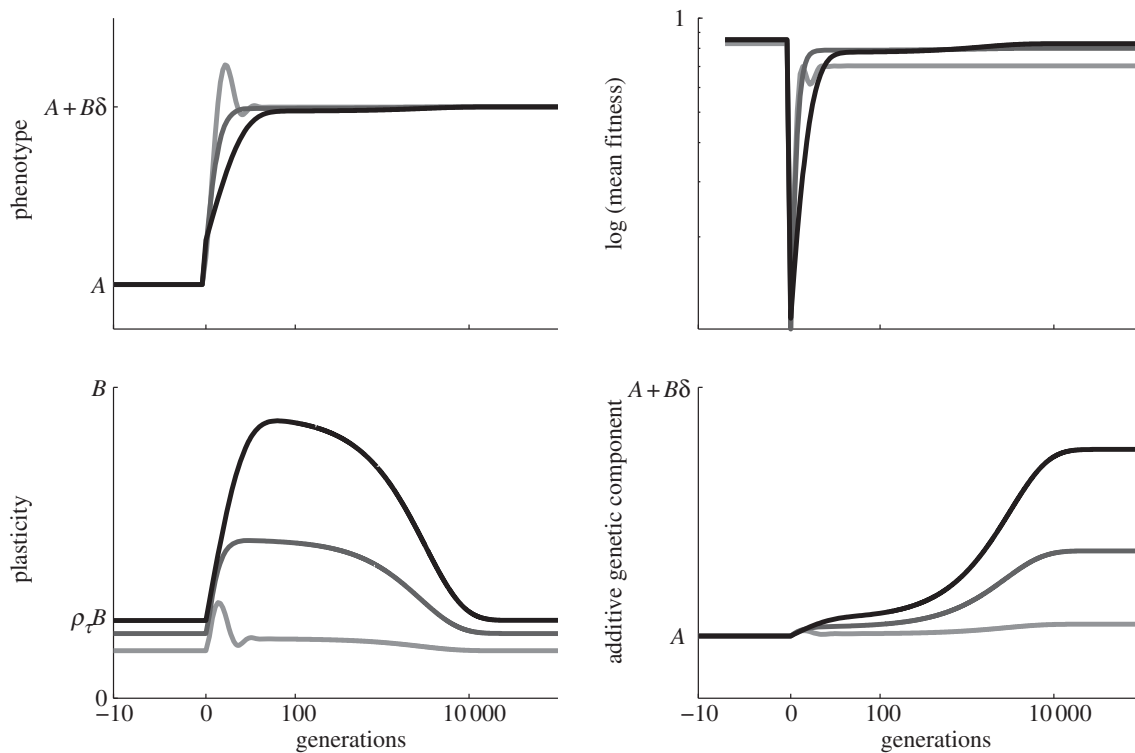 A + Bδ
A
phenotype
1
log (mean fitness)
B
ρτB
0
plasticity
−10
0
100
10 000
generations
A + Bδ
A
additive genetic component
−10
0
100
10 000
generations